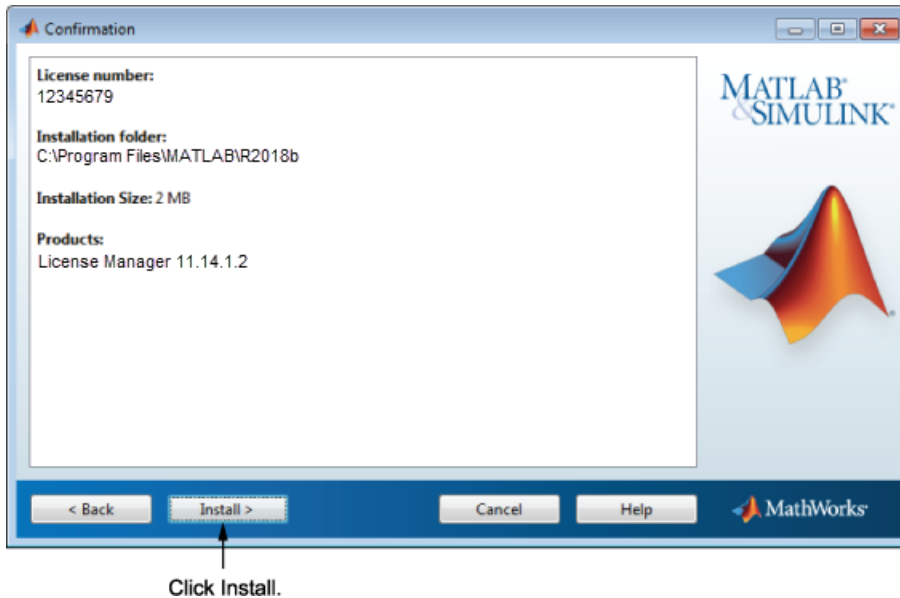 Confirmation
License number:
12345679
Installation folder:
C:\Program Files\MATLAB\R2018b
Installation Size: 2 MB
Products:
License Manager 11.14.1.2
MATLAB®
&SIMULINK®
®
< Back
Install >
Cancel
Help
MathWorks®
Click Install.